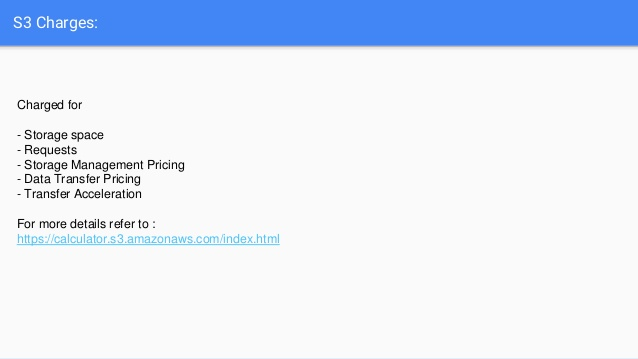 S3 Charges:
Charged for
- Storage space
- Requests
- Storage Management Pricing
- Data Transfer Pricing
- Transfer Acceleration
For more details refer to :
https://calculator.s3.amazonaws.com/index.html